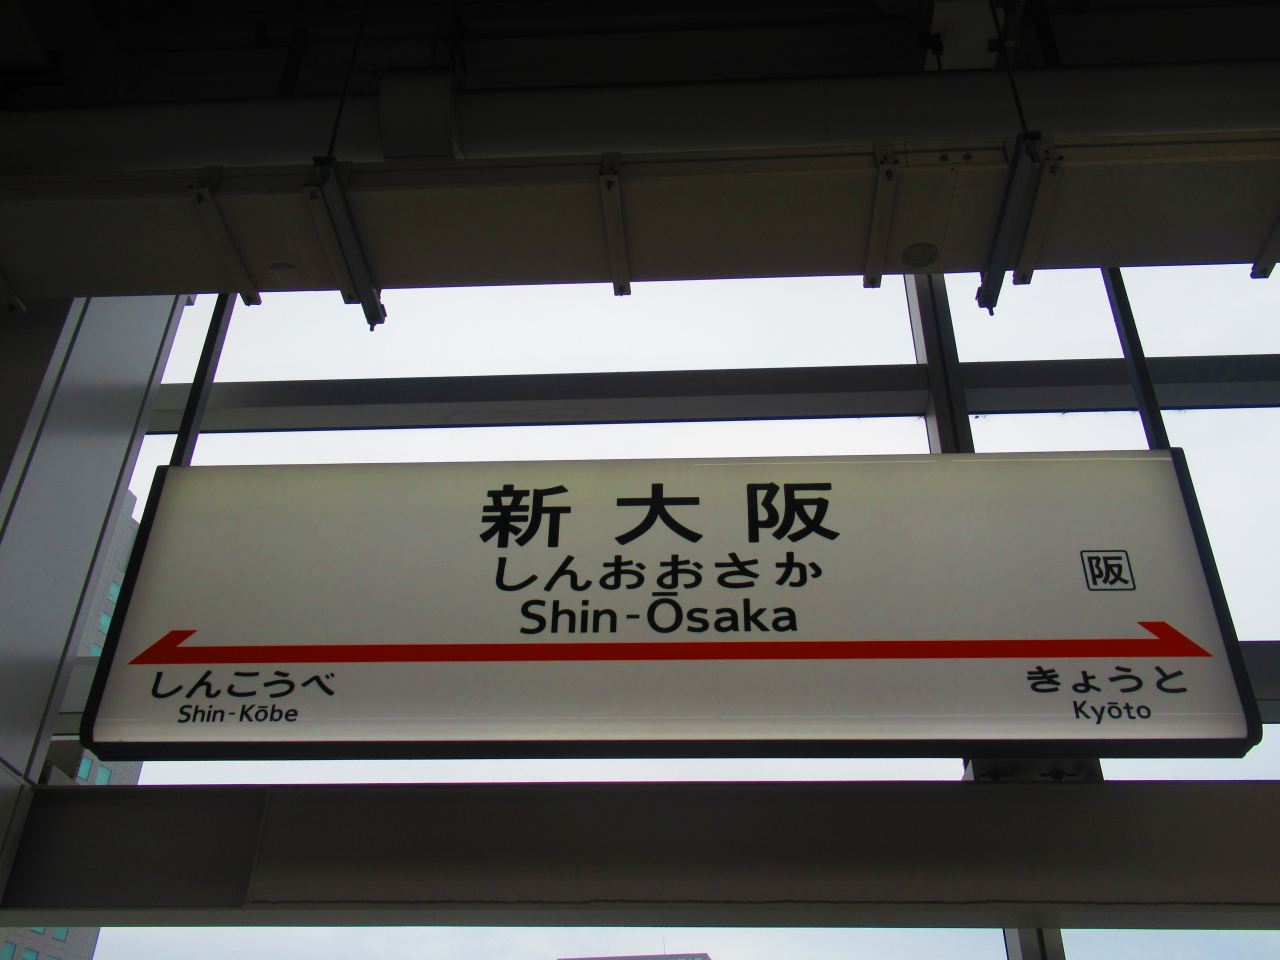 新大阪
しんおおさか
Shin-Ōsaka
阪
しんこうべ
Shin-Kōbe
きょうと
Kyōto